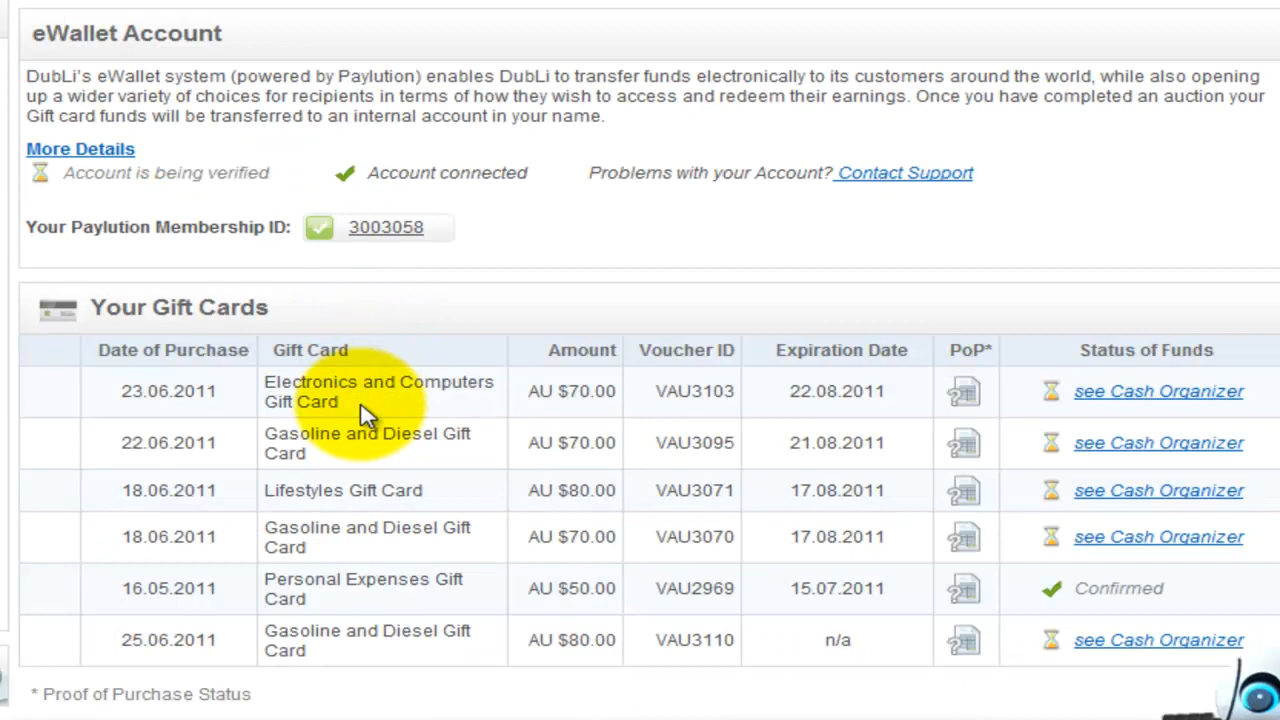 eWallet Account
DubLi's eWallet system (powered by Paylution) enables DubLi to transfer funds electronically to its customers around the world, while also opening
up a wider variety of choices for recipients in terms of how they wish to access and redeem their earnings. Once you have completed an auction your
Gift card funds will be transferred to an internal account in your name.
More Details
Account is being verified Account connected Problems with your Account? Contact Support
Your Paylution Membership ID: 3003058
Your Gift Cards
Date of Purchase Gift Card Amount Voucher ID Expiration Date PoP* Status of Funds
23.06.2011 Electronics and Computers AU $70.00 VAU3103 22.08.2011 see Cash Organizer
Gift Card
22.06.2011 Gasoline and Diesel Gift AU $70.00 VAU3095 21.08.2011 see Cash Organizer
Card
18.06.2011 Lifestyles Gift Card AU $80.00 VAU3071 17.08.2011 see Cash Organizer
18.06.2011 Gasoline and Diesel Gift AU $70.00 VAU3070 17.08.2011 see Cash Organizer
Card
16.05.2011 Personal Expenses Gift AU $50.00 VAU2969 15.07.2011 Confirmed
Card
25.06.2011 Gasoline and Diesel Gift AU $80.00 VAU3110 n/a see Cash Organizer
Card
* Proof of Purchase Status